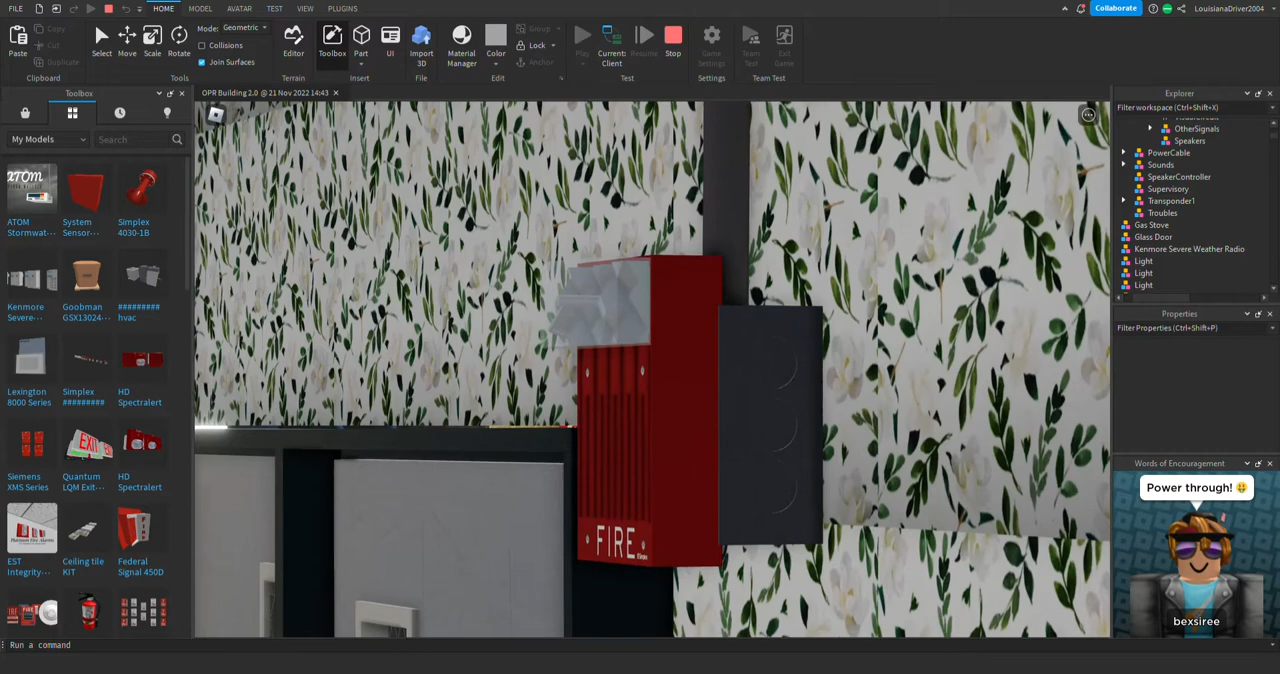 FILE
HOME MODEL AVATAR TEST VIEW PLUGINS
Collaborate
LouisianaDriver2004
Paste
Copy
Cut
Duplicate
Clipboard
Select
Move
Scale
Rotate
Mode: Geometric
Collisions
Join Surfaces
Tools
Editor
Terrain
Toolbox
Part
UI
Insert
Import
3D
File
Material
Manager
Color
Group
Lock
Anchor
Edit
Play
Current:
Client
Resume
Stop
Test
Game
Settings
Settings
Team
Test
Exit
Game
Team Test
Toolbox
My Models
Search
ATOM
ATOM
Stormwat...
System
Sensor...
Simplex
4030-1B
Kenmore
Severe-...
Goobman
GSX13024-...
#########
hvac
Lexington
8000 Series
Simplex
#########
HD
Spectralert
Siemens
XMS Series
EXIT
Quantum
LQM Exit-...
HD
Spectralert
Platinum Fire Alarms
EST
Integrity-...
Ceiling tile
KIT
FIRE
Federal
Signal 450D
OPR Building 2.0 @ 21 Nov 2022 14:43
FIRE
Explorer
Filter workspace (Ctrl+Shift+X)
OtherSignals
Speakers
PowerCable
Sounds
SpeakerController
Supervisory
Transponder1
Troubles
Gas Stove
Glass Door
Kenmore Severe Weather Radio
Light
Light
Light
Properties
Filter Properties (Ctrl+Shift+P)
Words of Encouragement
Power through! 🤑
bexsiree
Run a command